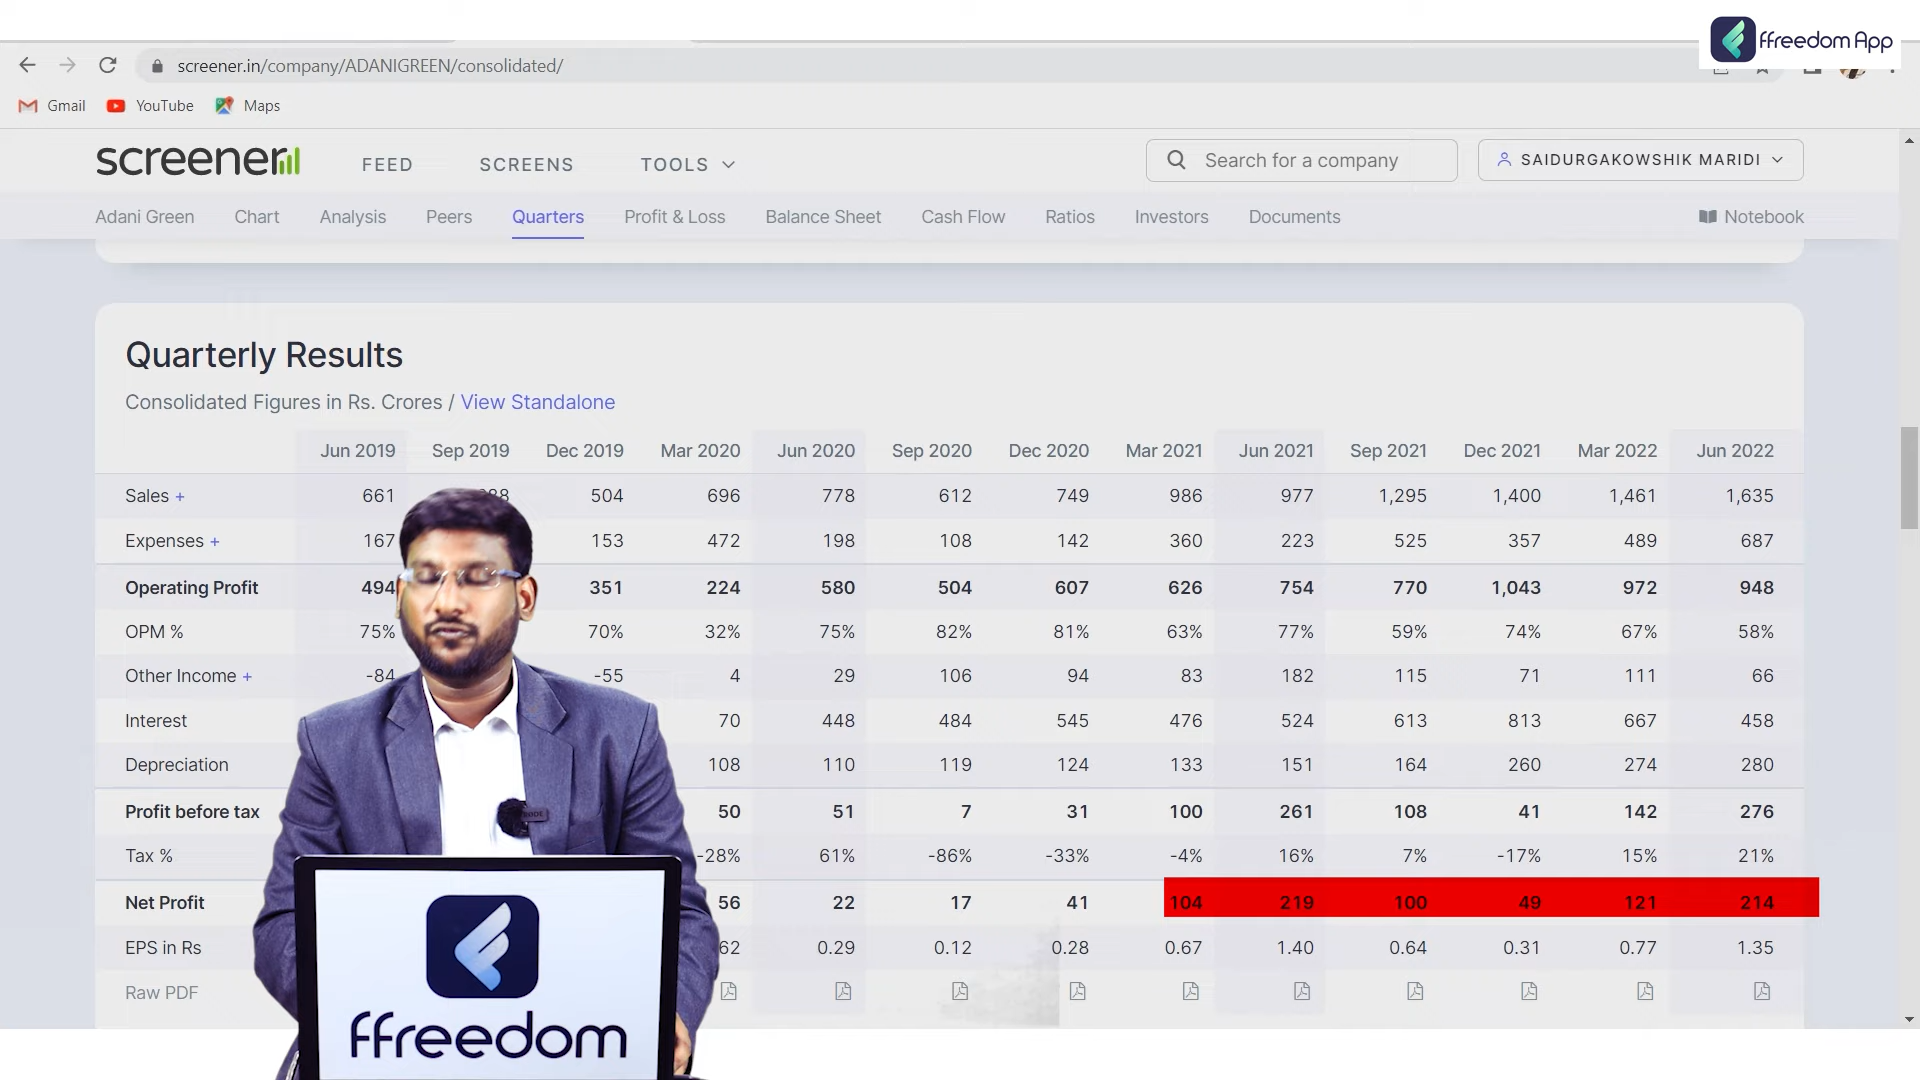 ffreedom App
screener.in/company/ADANIGREEN/consolidated/
Gmail YouTube Maps
screener FEED SCREENS TOOLS Search for a company SAIDURGAKOWSHIK MARIDI
Adani Green Chart Analysis Peers Quarters Profit & Loss Balance Sheet Cash Flow Ratios Investors Documents Notebook
Quarterly Results
Consolidated Figures in Rs. Crores / View Standalone
Jun 2019 Sep 2019 Dec 2019 Mar 2020 Jun 2020 Sep 2020 Dec 2020 Mar 2021 Jun 2021 Sep 2021 Dec 2021 Mar 2022 Jun 2022
Sales + 661 504 696 778 612 749 986 977 1,295 1,400 1,461 1,635
Expenses + 167 153 472 198 108 142 360 223 525 357 489 687
Operating Profit 494 351 224 580 504 607 626 754 770 1,043 972 948
OPM % 75% 70% 32% 75% 82% 81% 63% 77% 59% 74% 67% 58%
Other Income + -84 -55 4 29 106 94 83 182 115 71 111 66
Interest 70 448 484 545 476 524 613 813 667 458
Depreciation 108 110 119 124 133 151 164 260 274 280
Profit before tax 50 51 7 31 100 261 108 41 142 276
Tax % -28% 61% -86% -33% -4% 16% 7% -17% 15% 21%
Net Profit 56 22 17 41 104 219 100 49 121 214
EPS in Rs 62 0.29 0.12 0.28 0.67 1.40 0.64 0.31 0.77 1.35
Raw PDF
ffreedom